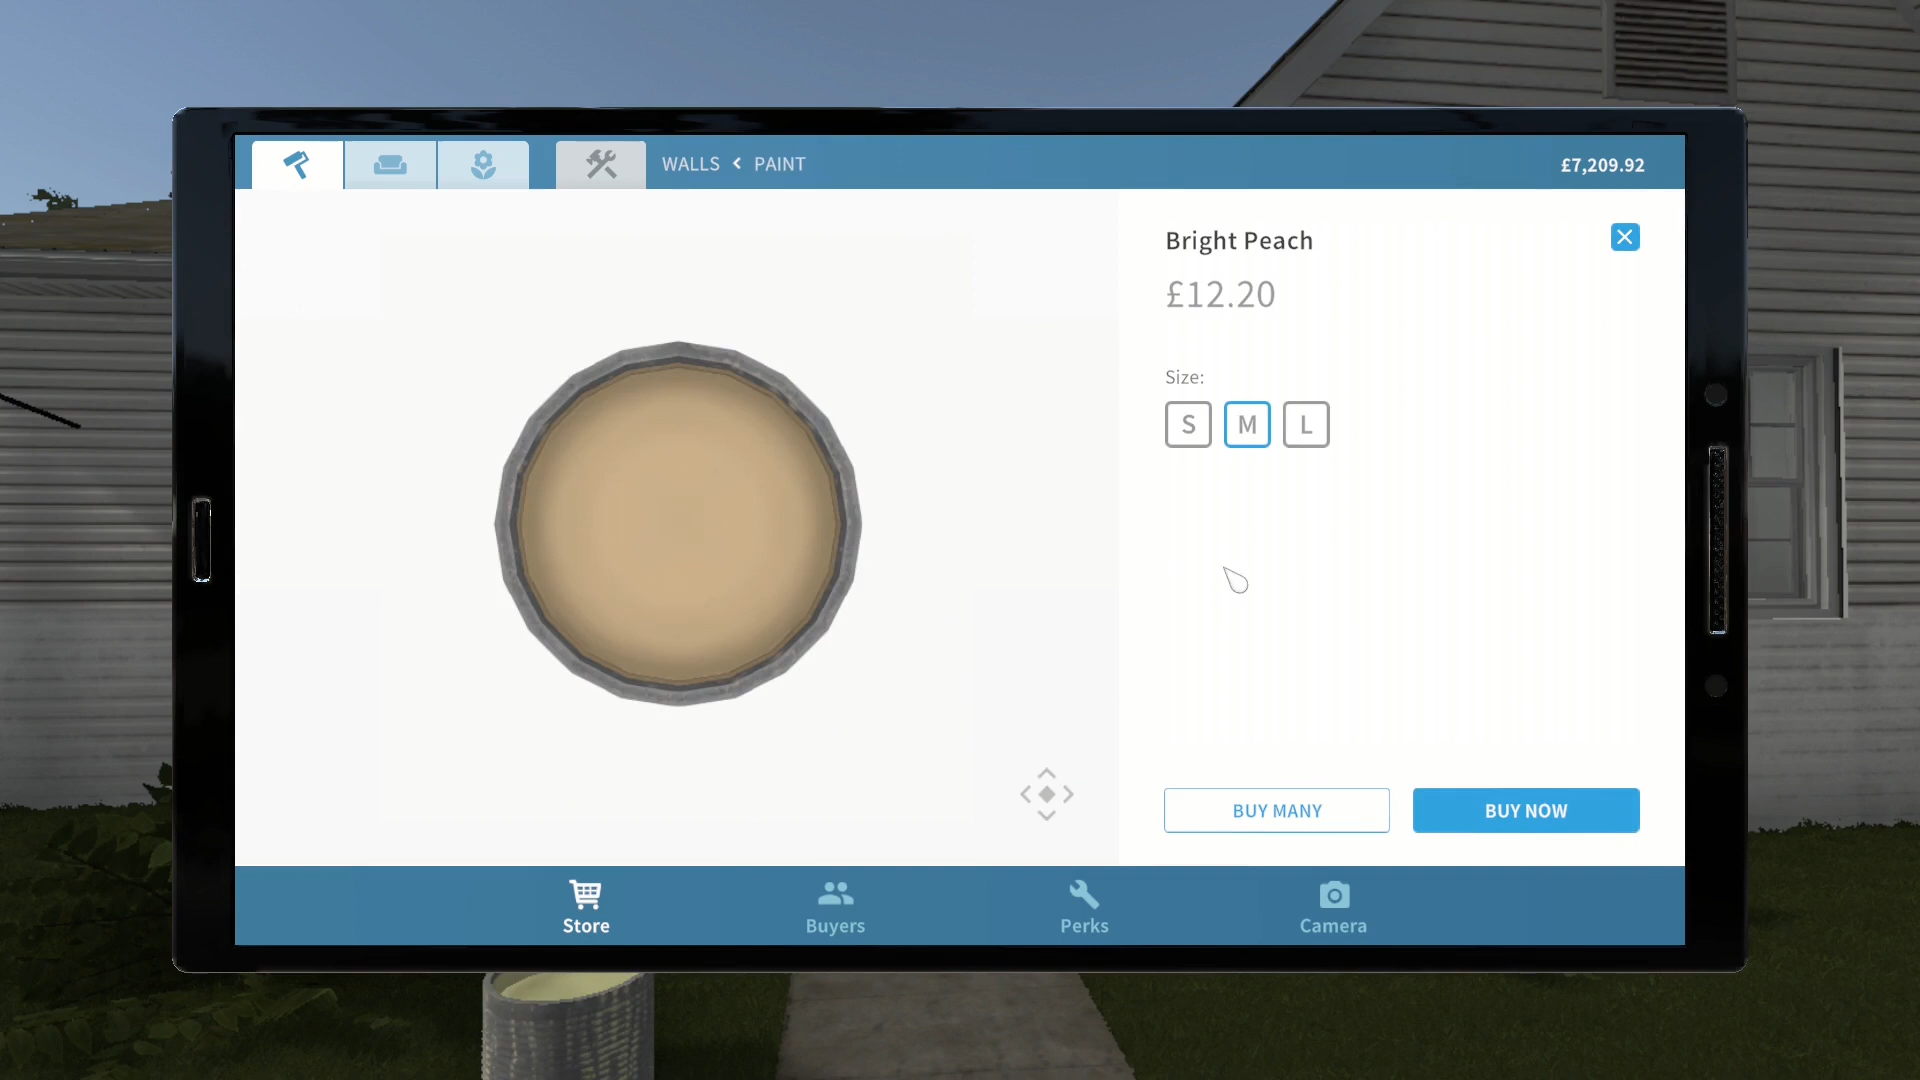 WALLS < PAINT
£7,209.92
Bright Peach
£12.20
Size:
S M L
BUY MANY
BUY NOW
Store
Buyers
Perks
Camera